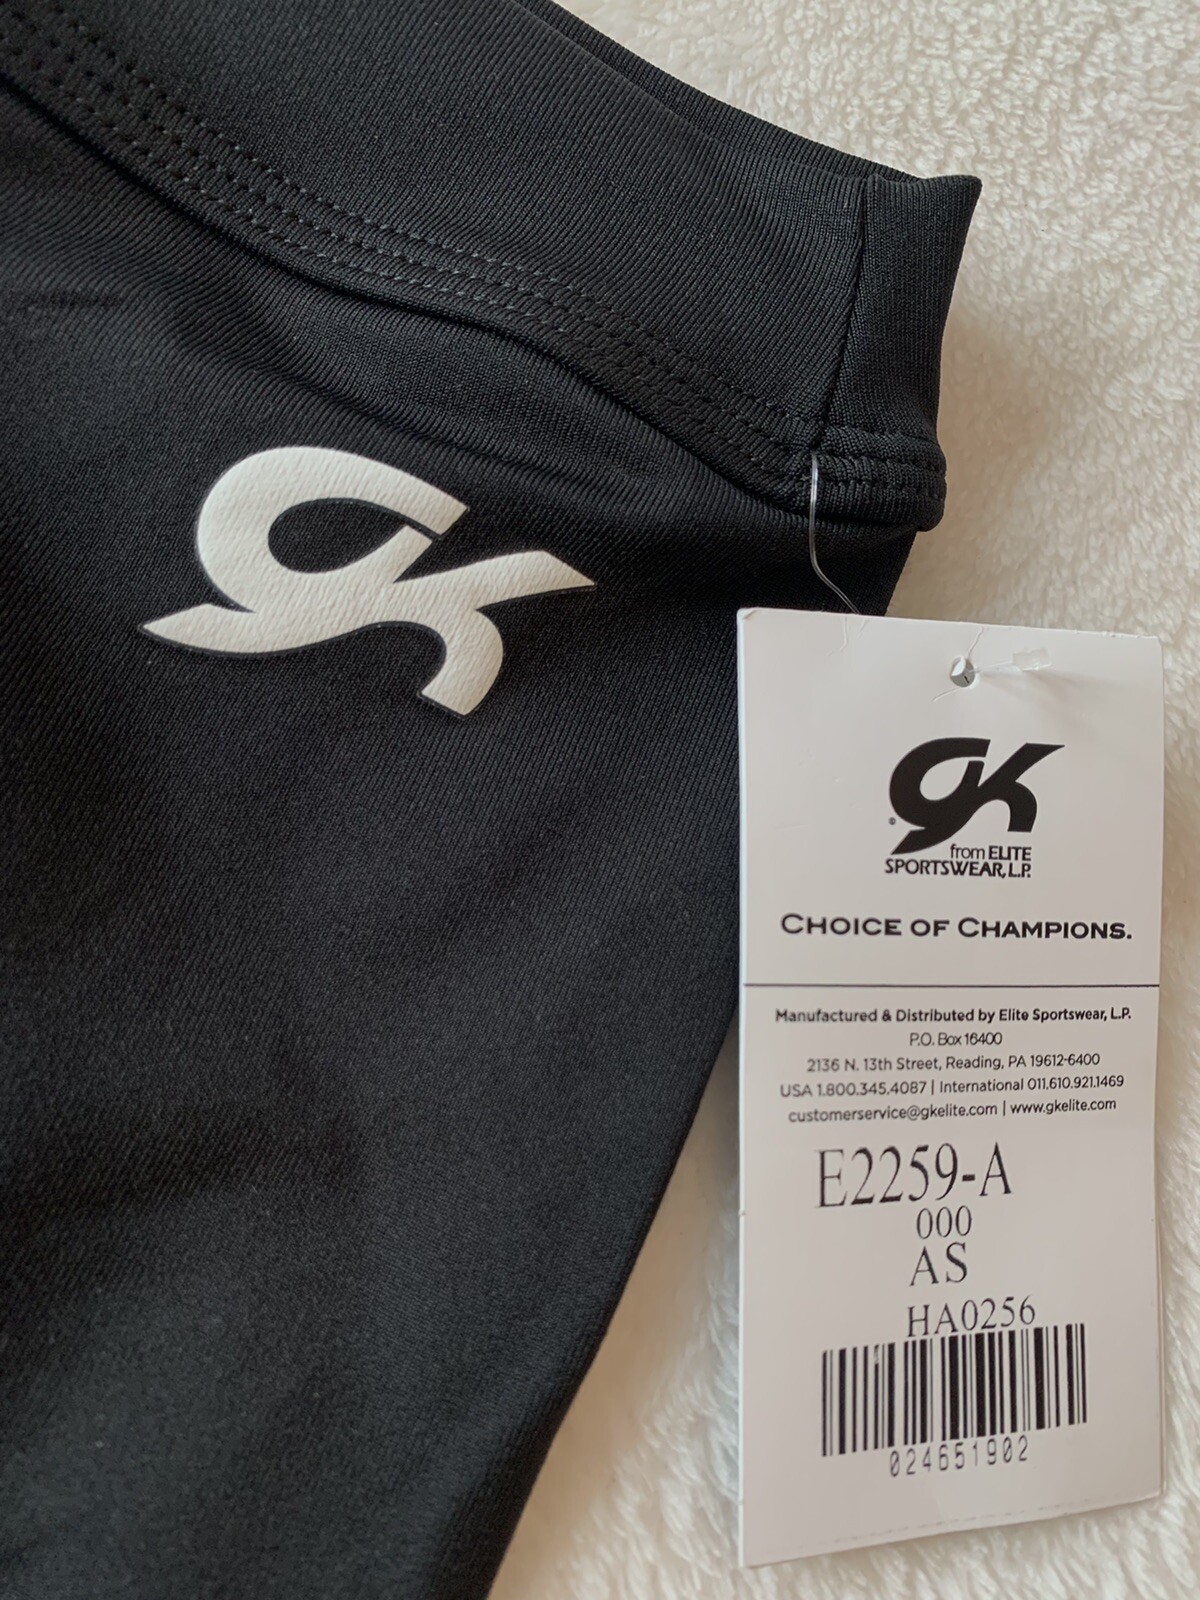 GK
GK
®
from ELITE
SPORTSWEAR, L.P.
CHOICE OF CHAMPIONS.
Manufactured & Distributed by Elite Sportswear, L.P.
P.O. Box 16400
2136 N. 13th Street, Reading, PA 19612-6400
USA 1.800.345.4087 | International 011.610.921.1469
customerservice@gkelite.com | www.gkelite.com
E2259-A
000
AS
HA0256
024651902